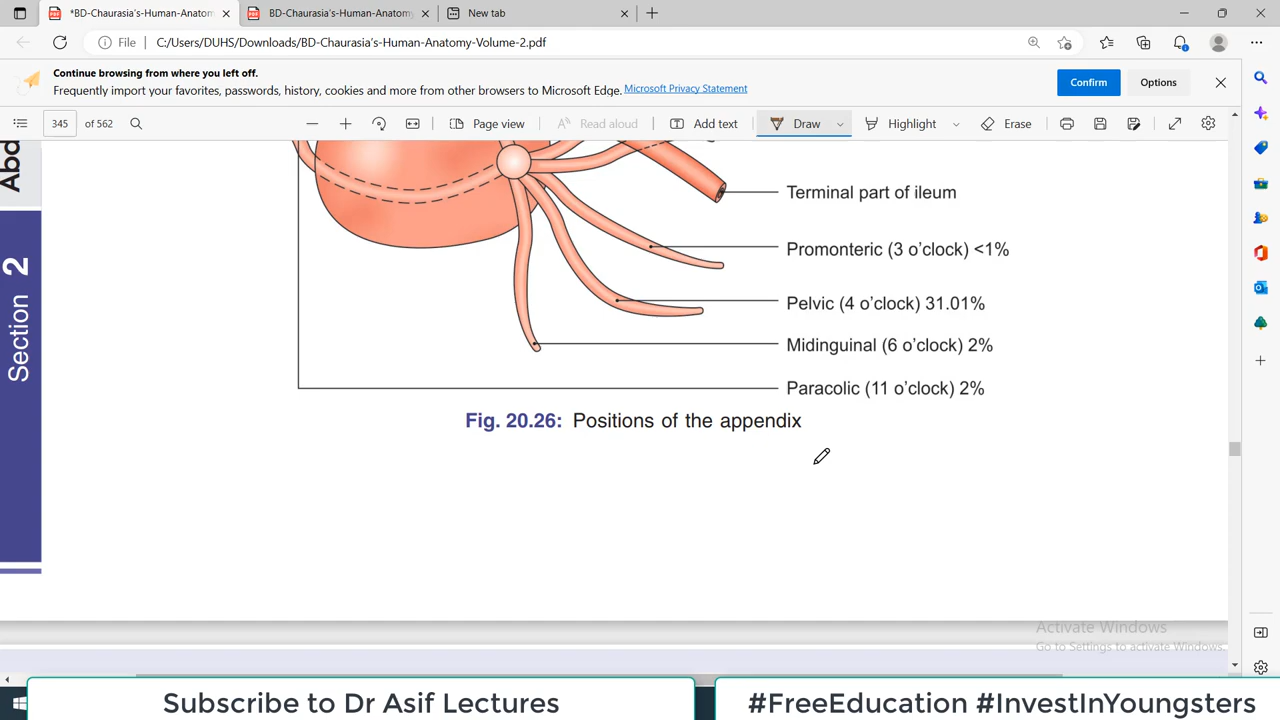 *BD-Chaurasia's-Human-Anatomy
BD-Chaurasia's-Human-Anatomy
New tab
File
C:/Users/DUHS/Downloads/BD-Chaurasia's-Human-Anatomy-Volume-2.pdf
Continue browsing from where you left off.
Frequently import your favorites, passwords, history, cookies and more from other browsers to Microsoft Edge. Microsoft Privacy Statement
Confirm
Options
345 of 562
Page view
Read aloud
Add text
Draw
Highlight
Erase
Abd
Section 2
Terminal part of ileum
Promonteric (3 o'clock) <1%
Pelvic (4 o'clock) 31.01%
Midinguinal (6 o'clock) 2%
Paracolic (11 o'clock) 2%
Fig. 20.26: Positions of the appendix
Activate Windows
Go to Settings to activate Windows.
Subscribe to Dr Asif Lectures
#FreeEducation #InvestInYoungsters